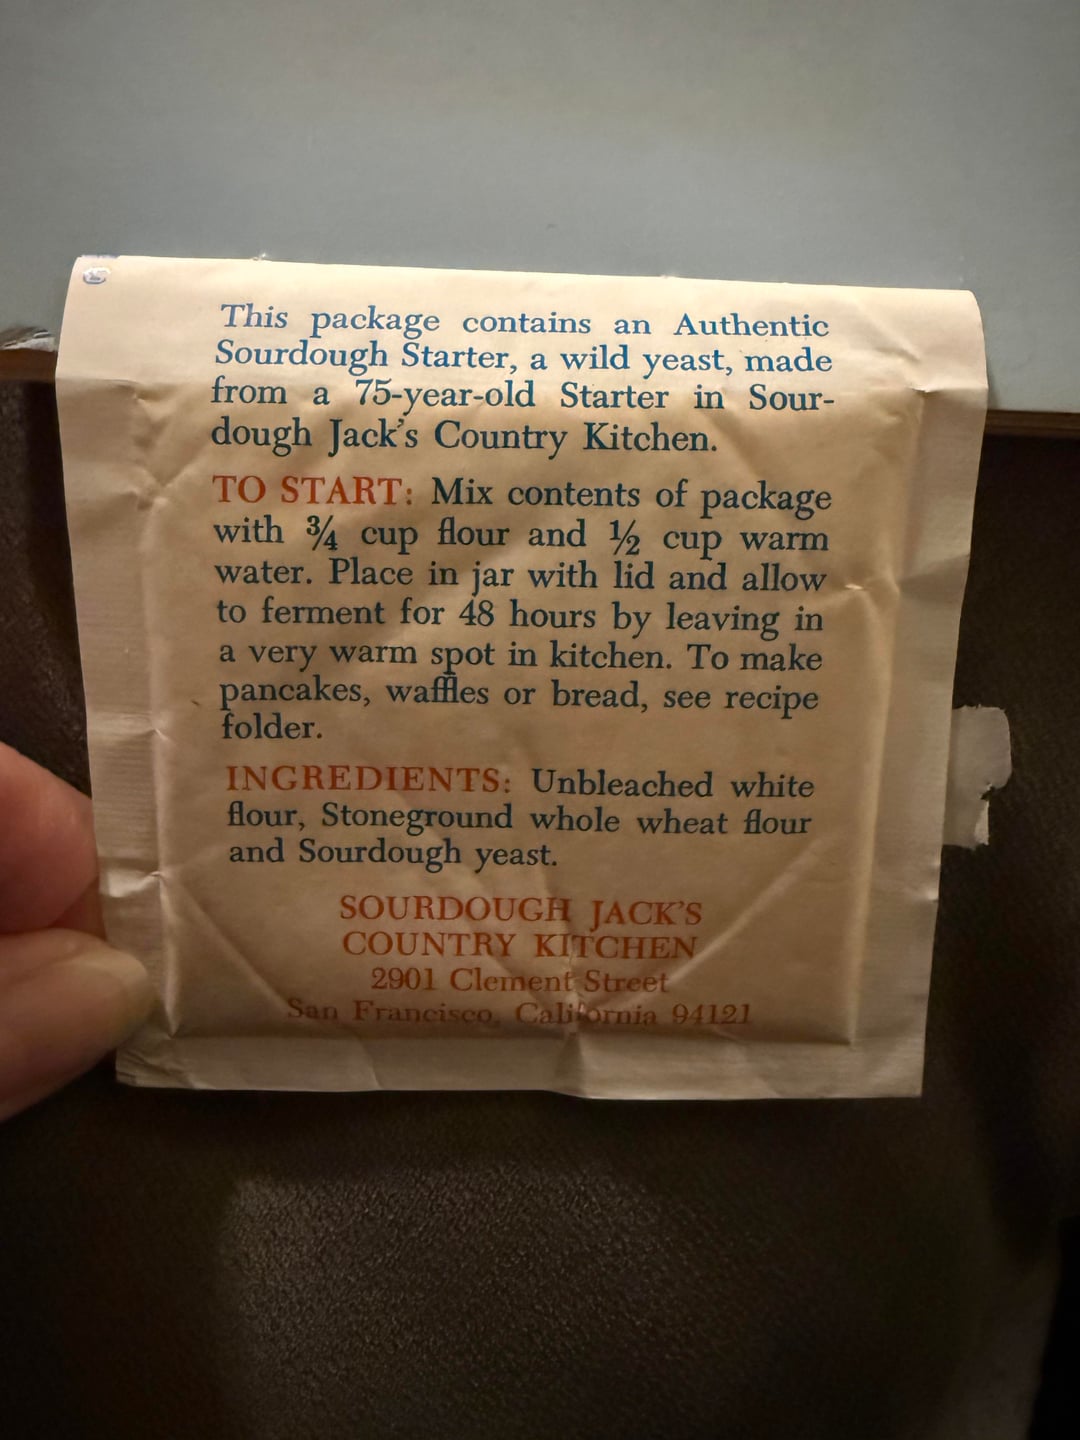 This package contains an Authentic
Sourdough Starter, a wild yeast, made
from a 75-year-old Starter in Sour-
dough Jack's Country Kitchen.
TO START: Mix contents of package
with ¾ cup flour and ½ cup warm
water. Place in jar with lid and allow
to ferment for 48 hours by leaving in
a very warm spot in kitchen. To make
pancakes, waffles or bread, see recipe
folder.
INGREDIENTS: Unbleached white
flour, Stoneground whole wheat flour
and Sourdough yeast.
SOURDOUGH JACK'S
COUNTRY KITCHEN
2901 Clement Street
San Francisco, California 94121